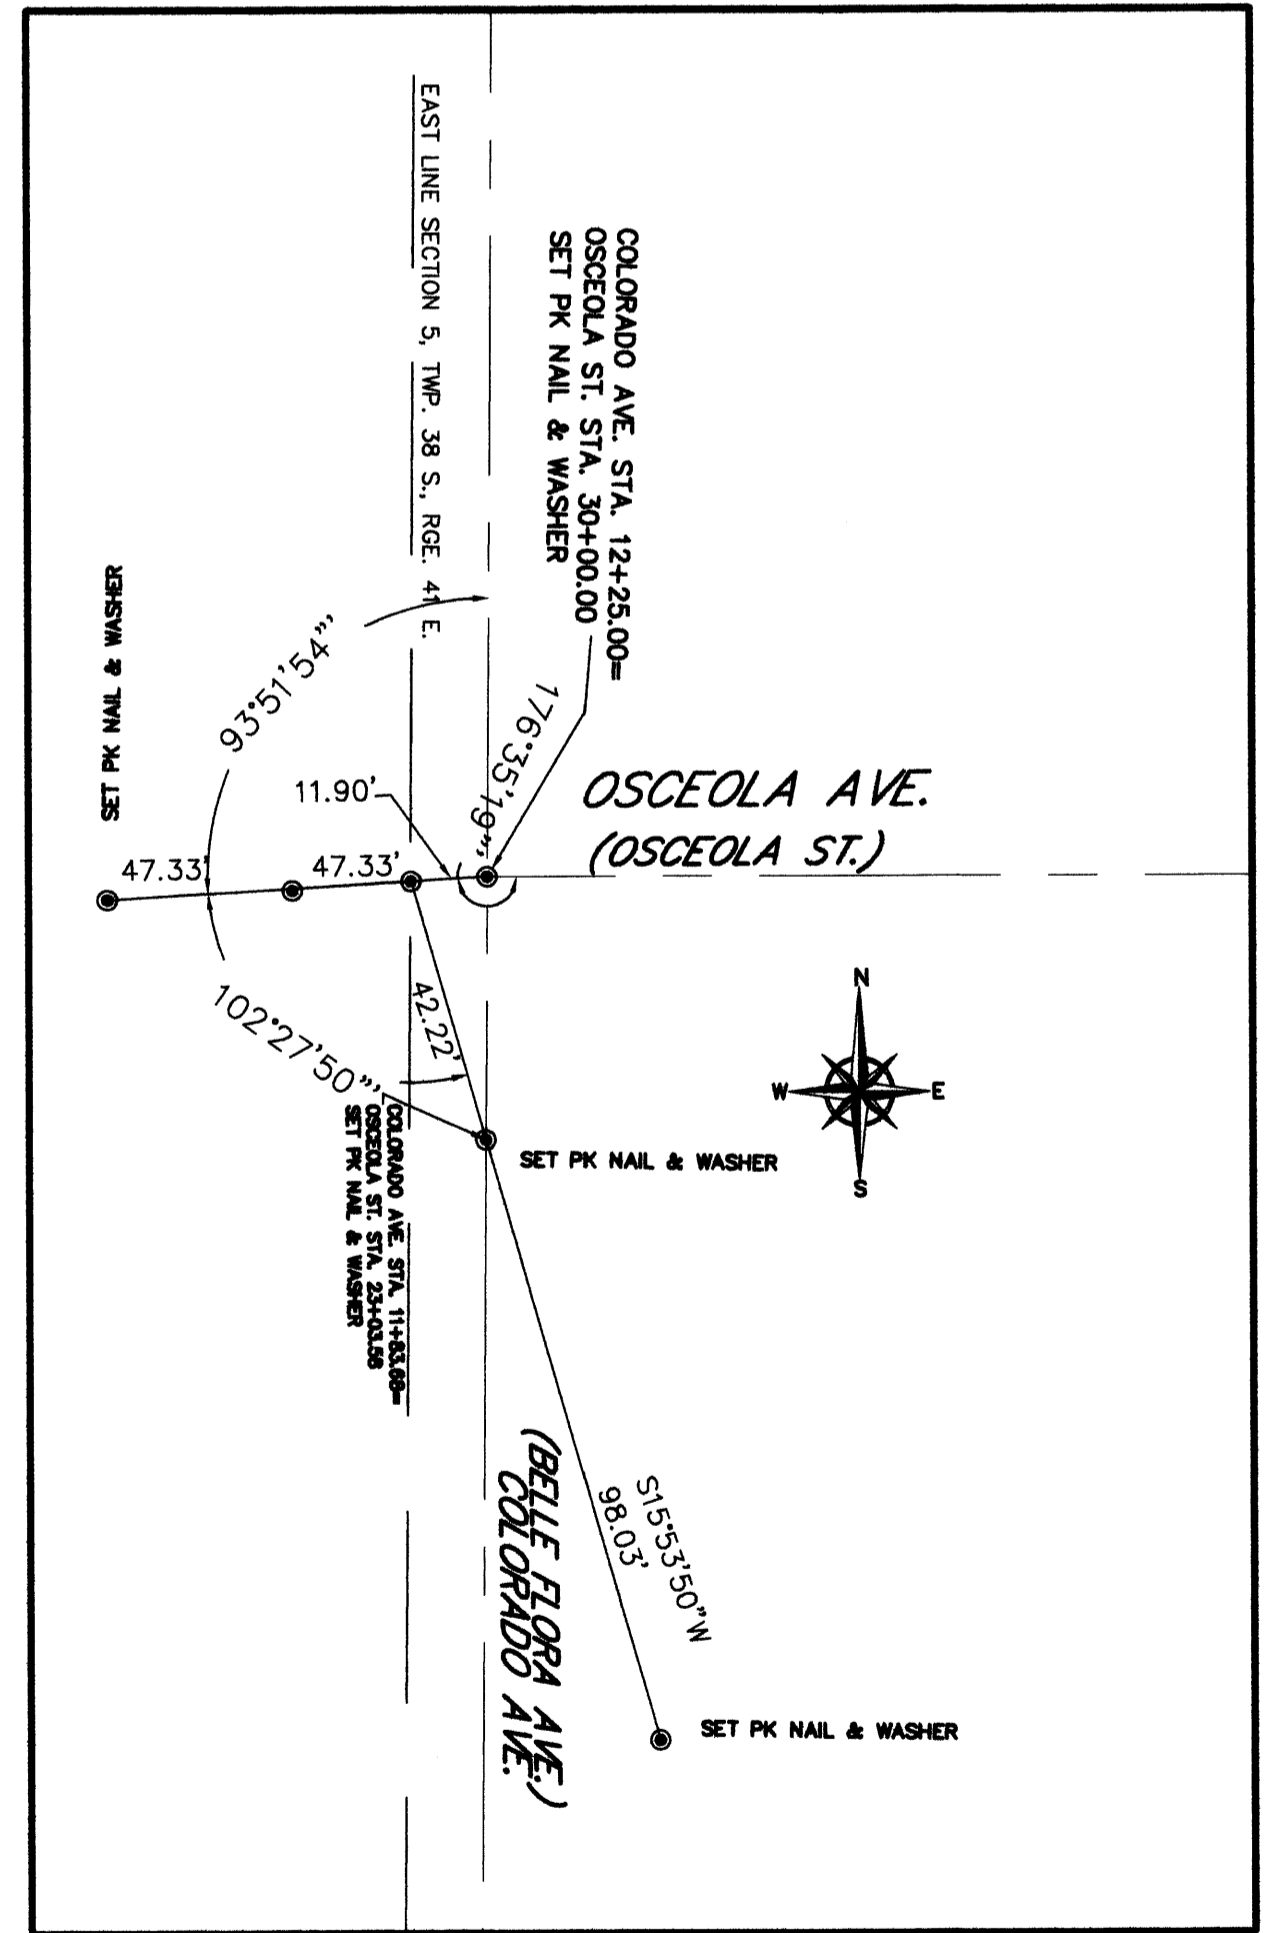 EAST LINE SECTION 5, TWP. 38 S., RGE. 41 E.
COLORADO AVE. STA. 12+25.00=
OSCEOLA ST. STA. 30+00.00
SET PK NAIL & WASHER
SET PK NAIL & WASHER
93°51'54"'
176°35'19"'
11.90'
OSCEOLA AVE.
(OSCEOLA ST.)
47.33'
47.33'
42.22'
102°27'50"'
N
W
E
S
COLORADO AVE. STA. 11+83.68=
OSCEOLA ST. STA. 23+03.56
SET PK NAIL & WASHER
SET PK NAIL & WASHER
(BELLE FLORA AVE.)
COLORADO AVE.
S15°53'50"W
98.03'
SET PK NAIL & WASHER